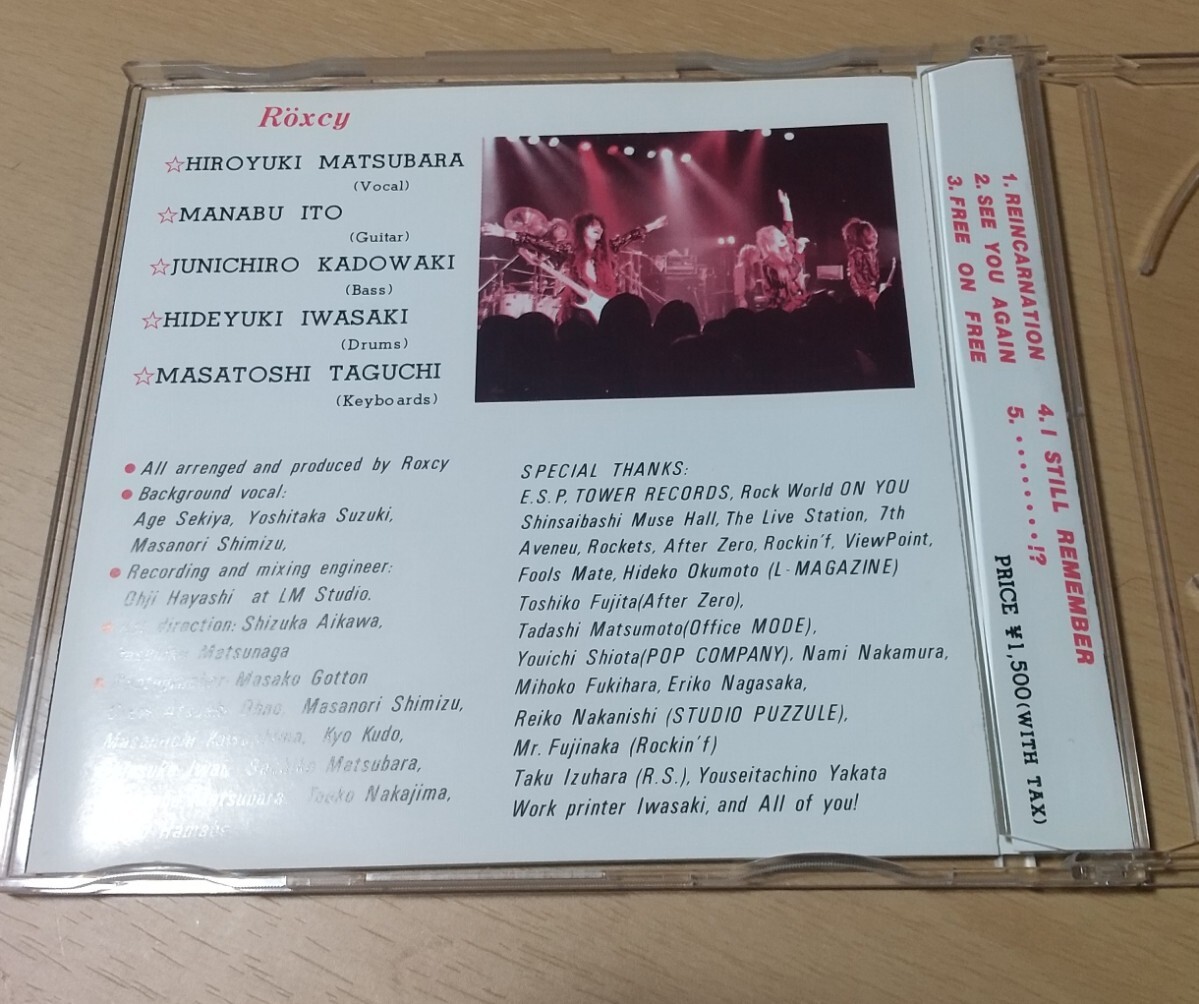 Röxcy
☆HIROYUKI MATSUBARA
(Vocal)
☆MANABU ITO
(Guitar)
☆JUNICHIRO KADOWAKI
(Bass)
☆HIDEYUKI IWASAKI
(Drums)
☆MASATOSHI TAGUCHI
(Keyboards)
● All arranged and produced by Roxcy
● Background vocal:
Age Sekiya, Yoshitaka Suzuki,
Masanori Shimizu,
● Recording and mixing engineer:
Ohji Hayashi at LM Studio.
direction: Shizuka Aikawa,
Matsunaga
Masako Gotton
Ohno, Masanori Shimizu,
Kyo Kudo,
Matsubara,
Nakajima,
SPECIAL THANKS:
E.S.P, TOWER RECORDS, Rock World ON YOU
Shinsaibashi Muse Hall, The Live Station, 7th
Aveneu, Rockets, After Zero, Rockin'f, ViewPoint,
Fools Mate, Hideko Okumoto (L-MAGAZINE)
Toshiko Fujita(After Zero),
Tadashi Matsumoto(Office MODE),
Youichi Shiota(POP COMPANY), Nami Nakamura,
Mihoko Fukihara, Eriko Nagasaka,
Reiko Nakanishi (STUDIO PUZZULE),
Mr. Fujinaka (Rockin'f)
Taku Izuhara (R.S.), Youseitachino Yakata
Work printer Iwasaki, and All of you!
1. REINCARNATION
2. SEE YOU AGAIN
3. FREE ON FREE
4. I STILL REMEMBER
5. ・・・・・・・・!?
PRICE ¥1,500(WITH TAX)